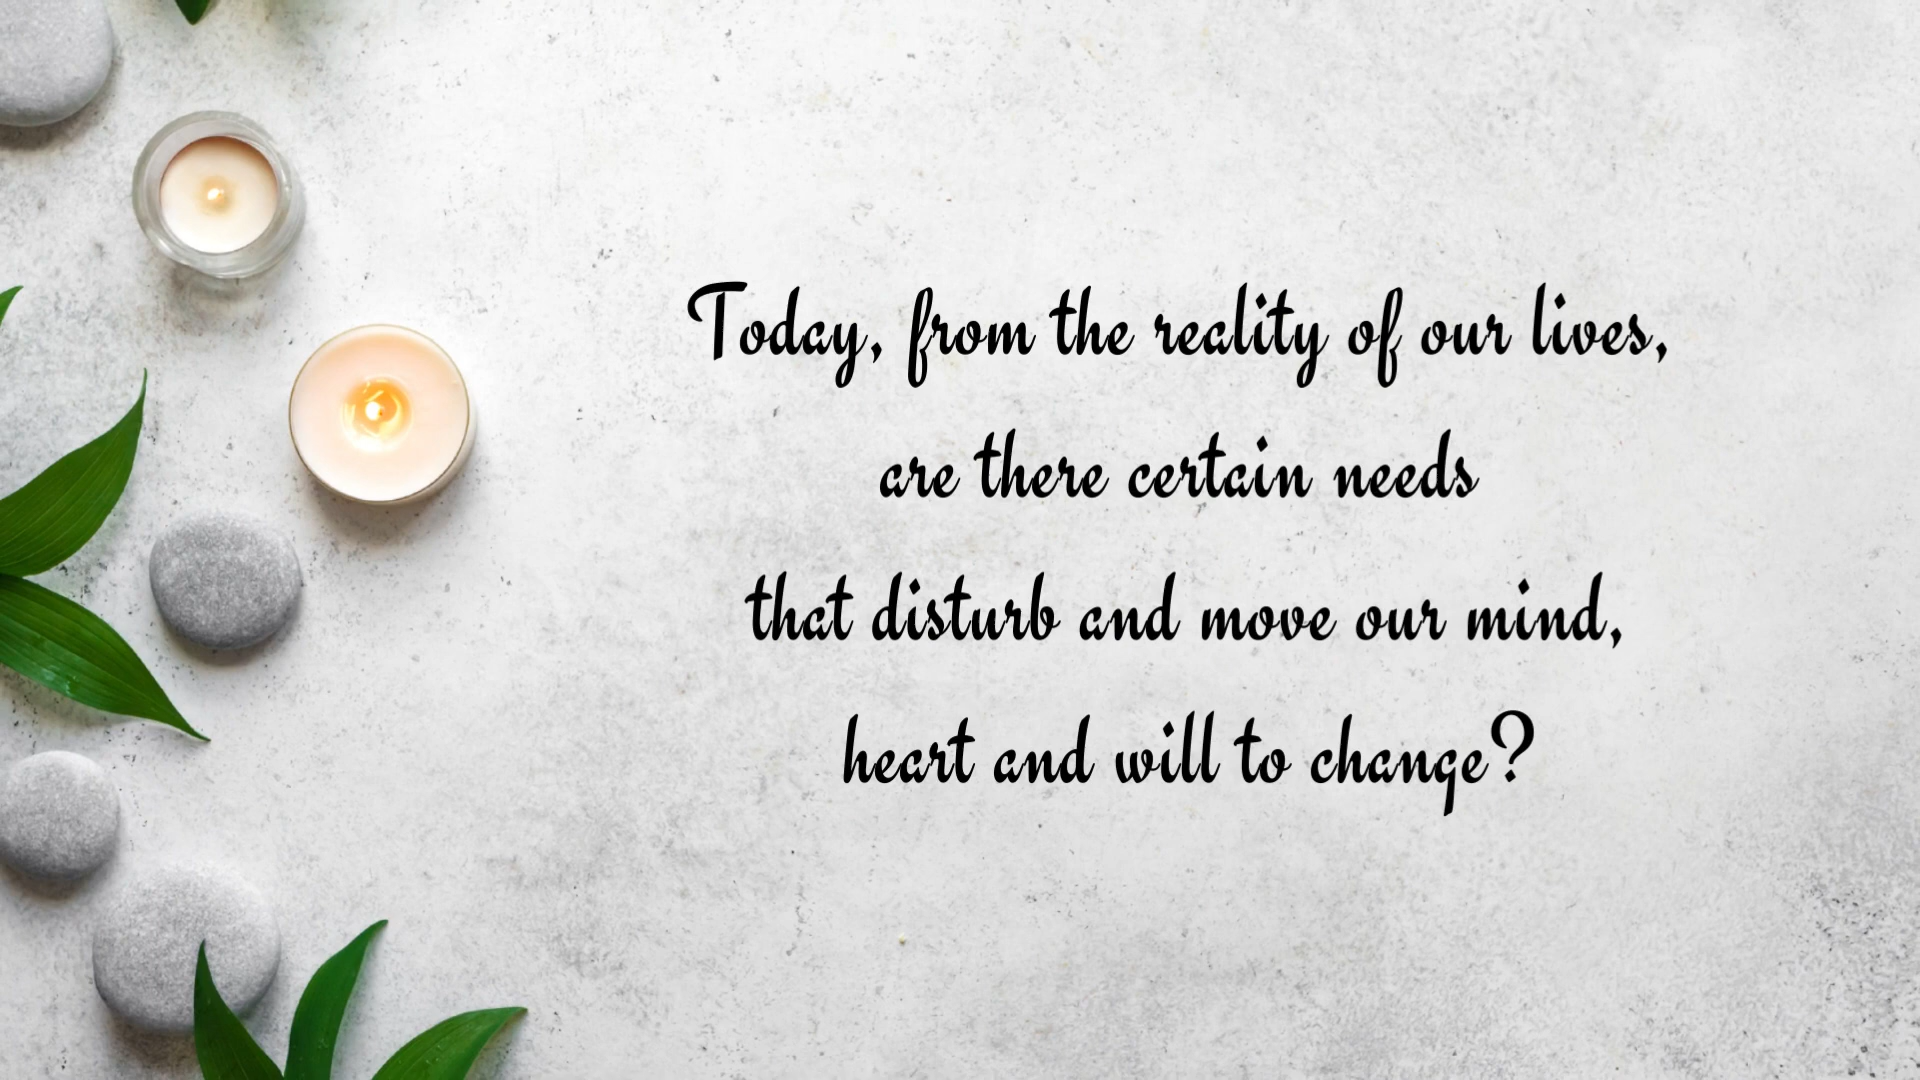 Today, from the reality of our lives,
are there certain needs
that disturb and move our mind,
heart and will to change?